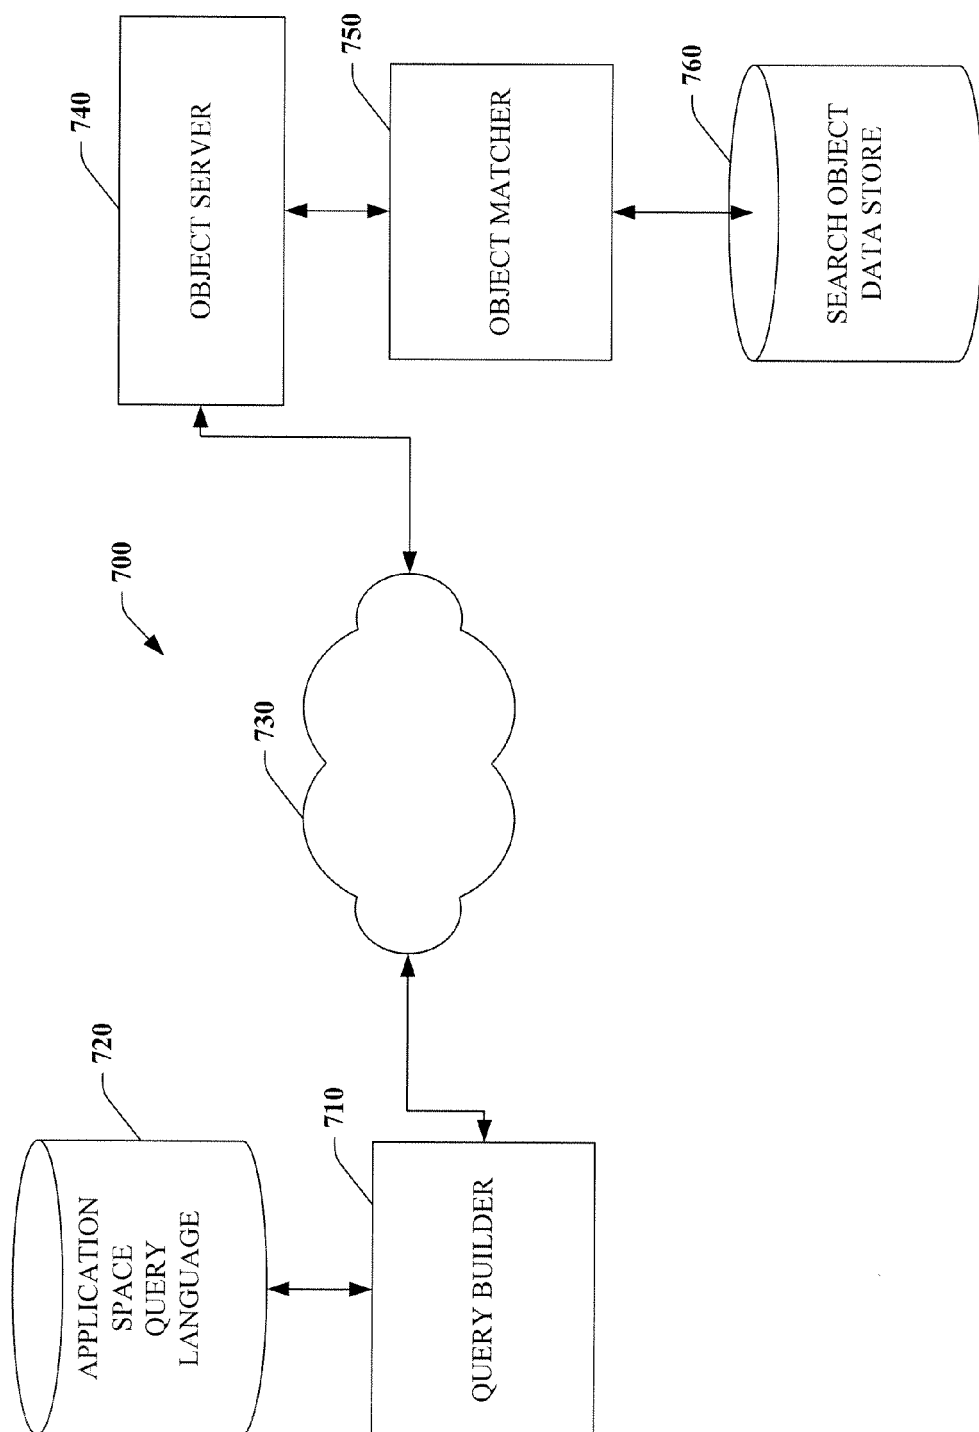 700
720
APPLICATION
SPACE
QUERY
LANGUAGE
710
QUERY BUILDER
730
740
OBJECT SERVER
750
OBJECT MATCHER
760
SEARCH OBJECT
DATA STORE